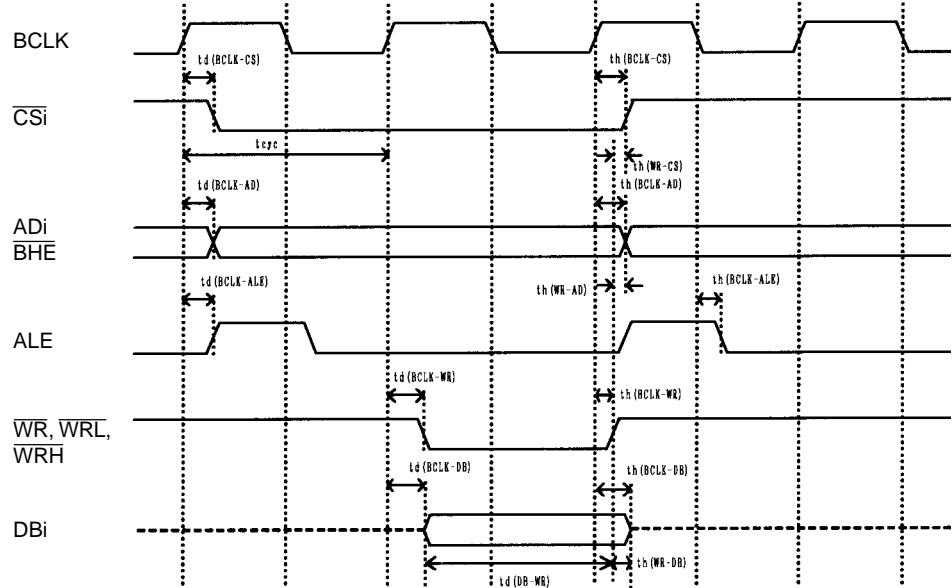 BCLK
td(BCLK-CS)
th(BCLK-CS)
CSi
tcyc
th(WR-CS)
td(BCLK-AD)
th(BCLK-AD)
ADi
BHE
td(BCLK-ALE)
th(WR-AD)
th(BCLK-ALE)
ALE
td(BCLK-WR)
th(BCLK-WR)
WR, WRL,
WRH
td(BCLK-DB)
th(BCLK-DB)
DBi
td(DB-WR)
th(WR-DB)